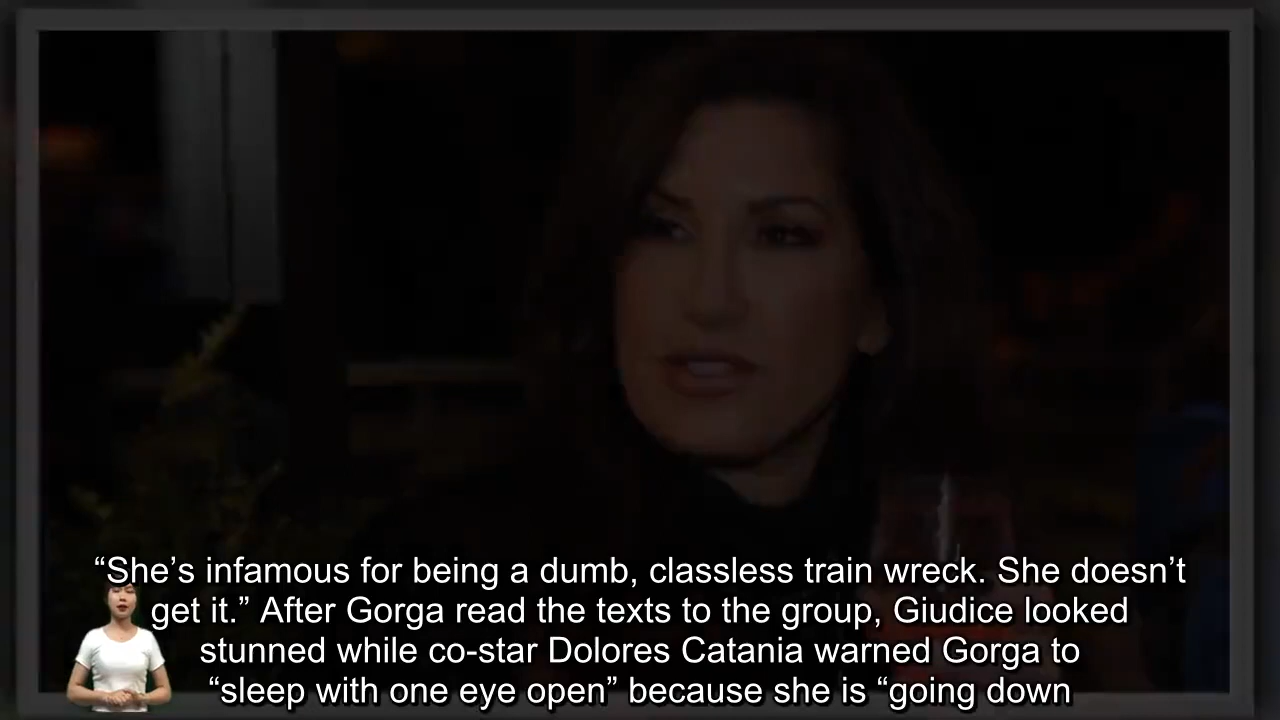 “She’s infamous for being a dumb, classless train wreck. She doesn’t
get it.” After Gorga read the texts to the group, Giudice looked
stunned while co-star Dolores Catania warned Gorga to
“sleep with one eye open” because she is “going down